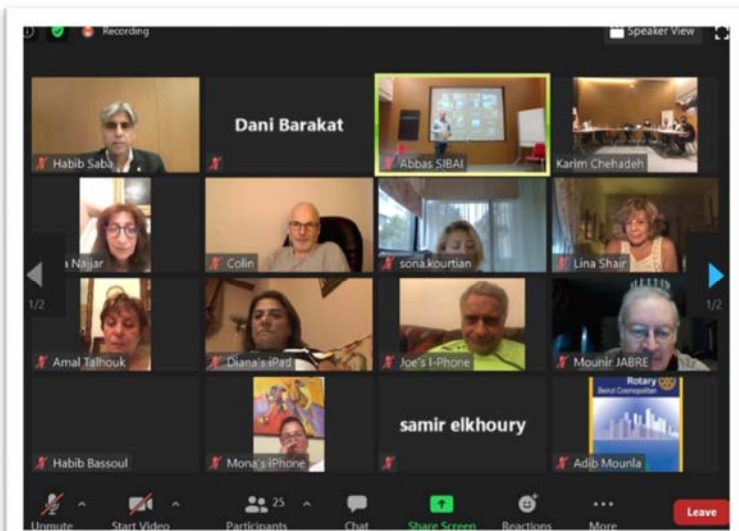 Recording
Speaker View
Habib Saba
Dani Barakat
Abbas SIBAI
Karim Chehadeh
a Najjar
Colin
sona.kourtian
Lina Shair
1/2
1/2
Amal Talhouk
Diana's iPad
Joe's I-Phone
Mounir JABRE
Rotary
Beirut Cosmopolitan
samir elkhoury
Habib Bassoul
Mona's iPhone
Adib Mounla
25
Unmute
Start Video
Participants
Chat
Share Screen
Reactions
More
Leave